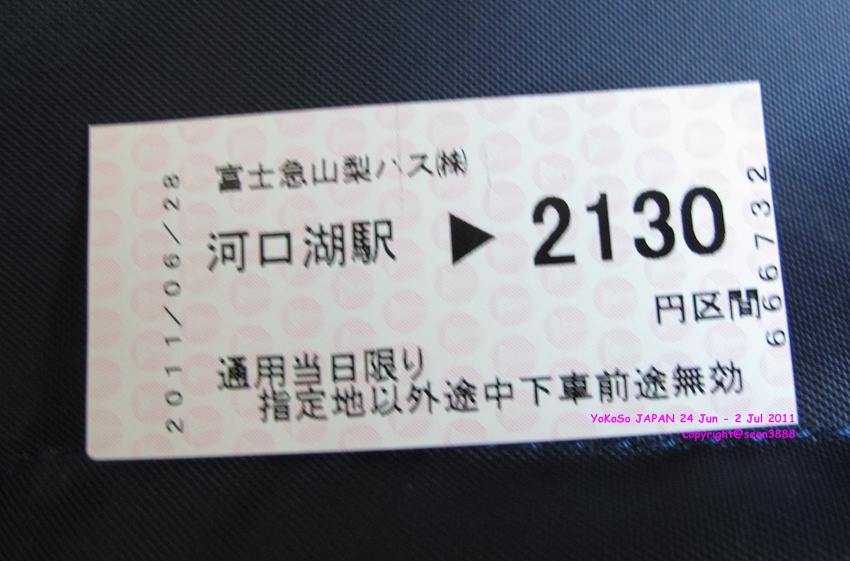 富士急山梨バス㈱
河口湖駅 ▶ 2130
円区間
通用当日限り
指定地以外途中下車前途無効
2011/06/28
666732
YoKoSo JAPAN 24 Jun - 2 Jul 2011
copyright@sean3888